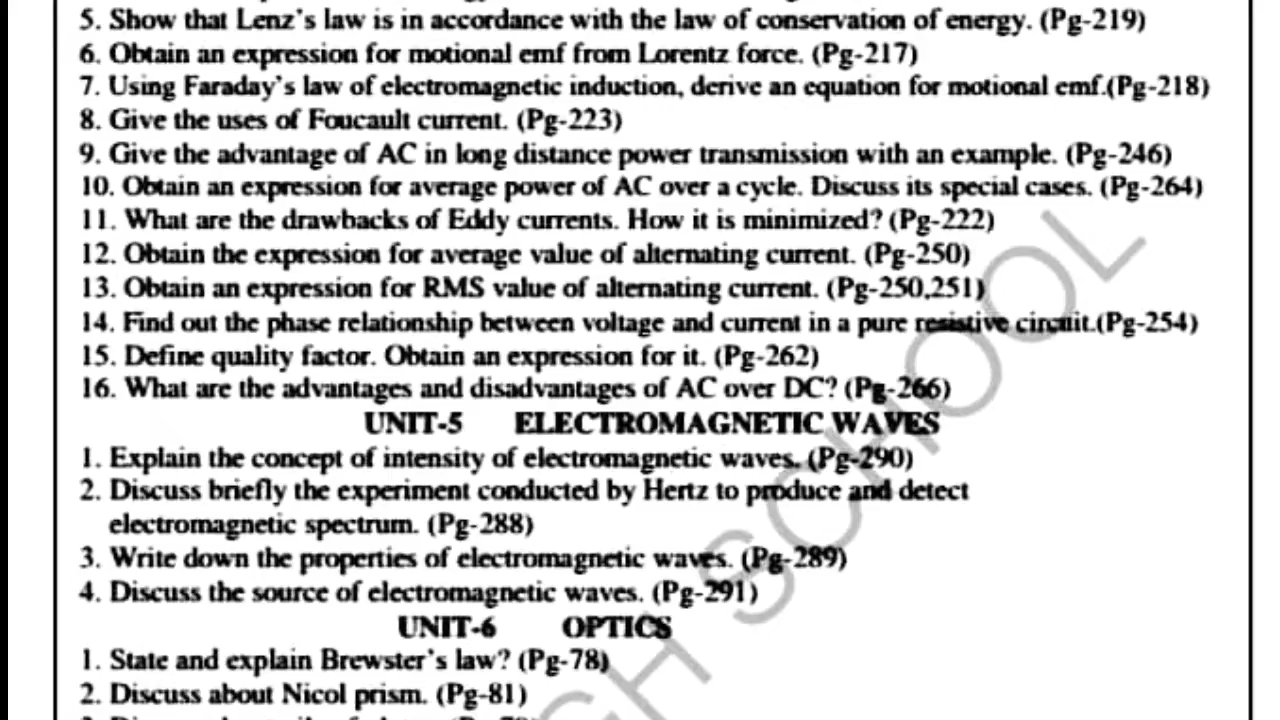 5. Show that Lenz's law is in accordance with the law of conservation of energy. (Pg-219)
6. Obtain an expression for motional emf from Lorentz force. (Pg-217)
7. Using Faraday's law of electromagnetic induction, derive an equation for motional emf.(Pg-218)
8. Give the uses of Foucault current. (Pg-223)
9. Give the advantage of AC in long distance power transmission with an example. (Pg-246)
10. Obtain an expression for average power of AC over a cycle. Discuss its special cases. (Pg-264)
11. What are the drawbacks of Eddy currents. How it is minimized? (Pg-222)
12. Obtain the expression for average value of alternating current. (Pg-250)
13. Obtain an expression for RMS value of alternating current. (Pg-250,251)
14. Find out the phase relationship between voltage and current in a pure resistive circuit.(Pg-254)
15. Define quality factor. Obtain an expression for it. (Pg-262)
16. What are the advantages and disadvantages of AC over DC? (Pg-266)
UNIT-5 ELECTROMAGNETIC WAVES
1. Explain the concept of intensity of electromagnetic waves. (Pg-290)
2. Discuss briefly the experiment conducted by Hertz to produce and detect
electromagnetic spectrum. (Pg-288)
3. Write down the properties of electromagnetic waves. (Pg-289)
4. Discuss the source of electromagnetic waves. (Pg-291)
UNIT-6 OPTICS
1. State and explain Brewster's law? (Pg-78)
2. Discuss about Nicol prism. (Pg-81)
SCHOOL